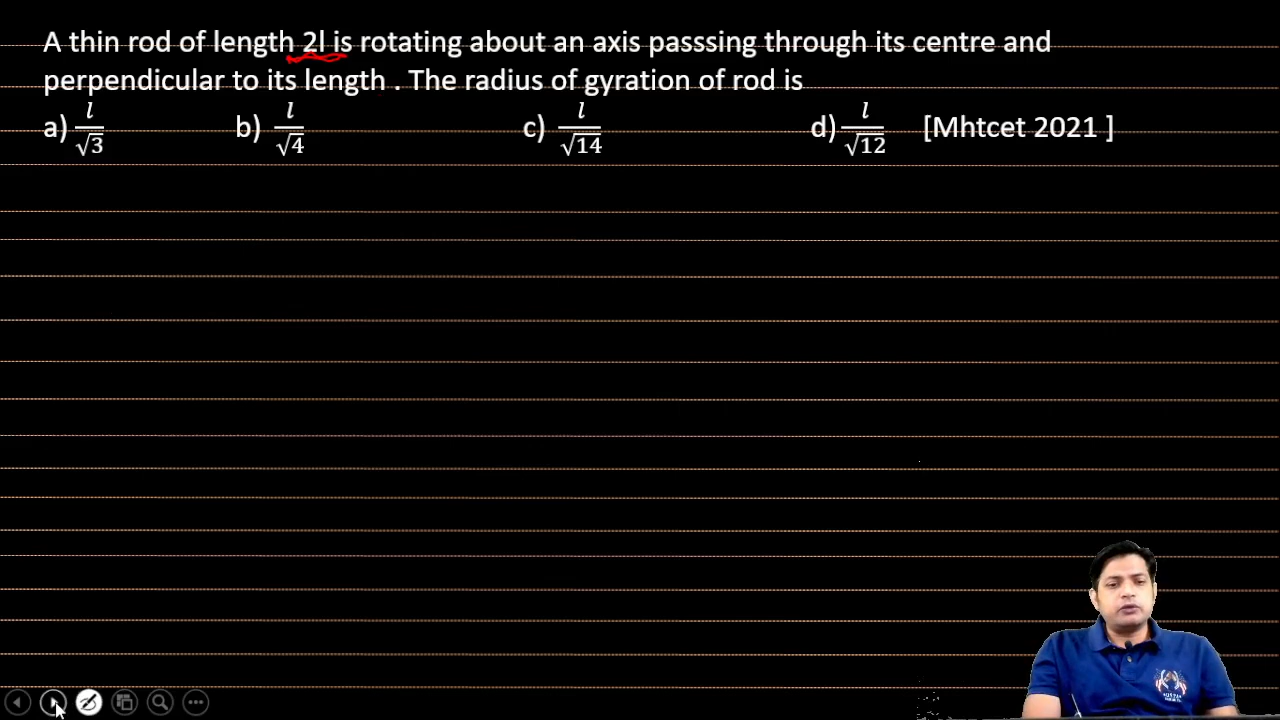 A thin rod of length 2l is rotating about an axis passsing through its centre and
perpendicular to its length . The radius of gyration of rod is
a) l/√3 b) l/√4 c) l/√14 d) l/√12 [Mhtcet 2021 ]